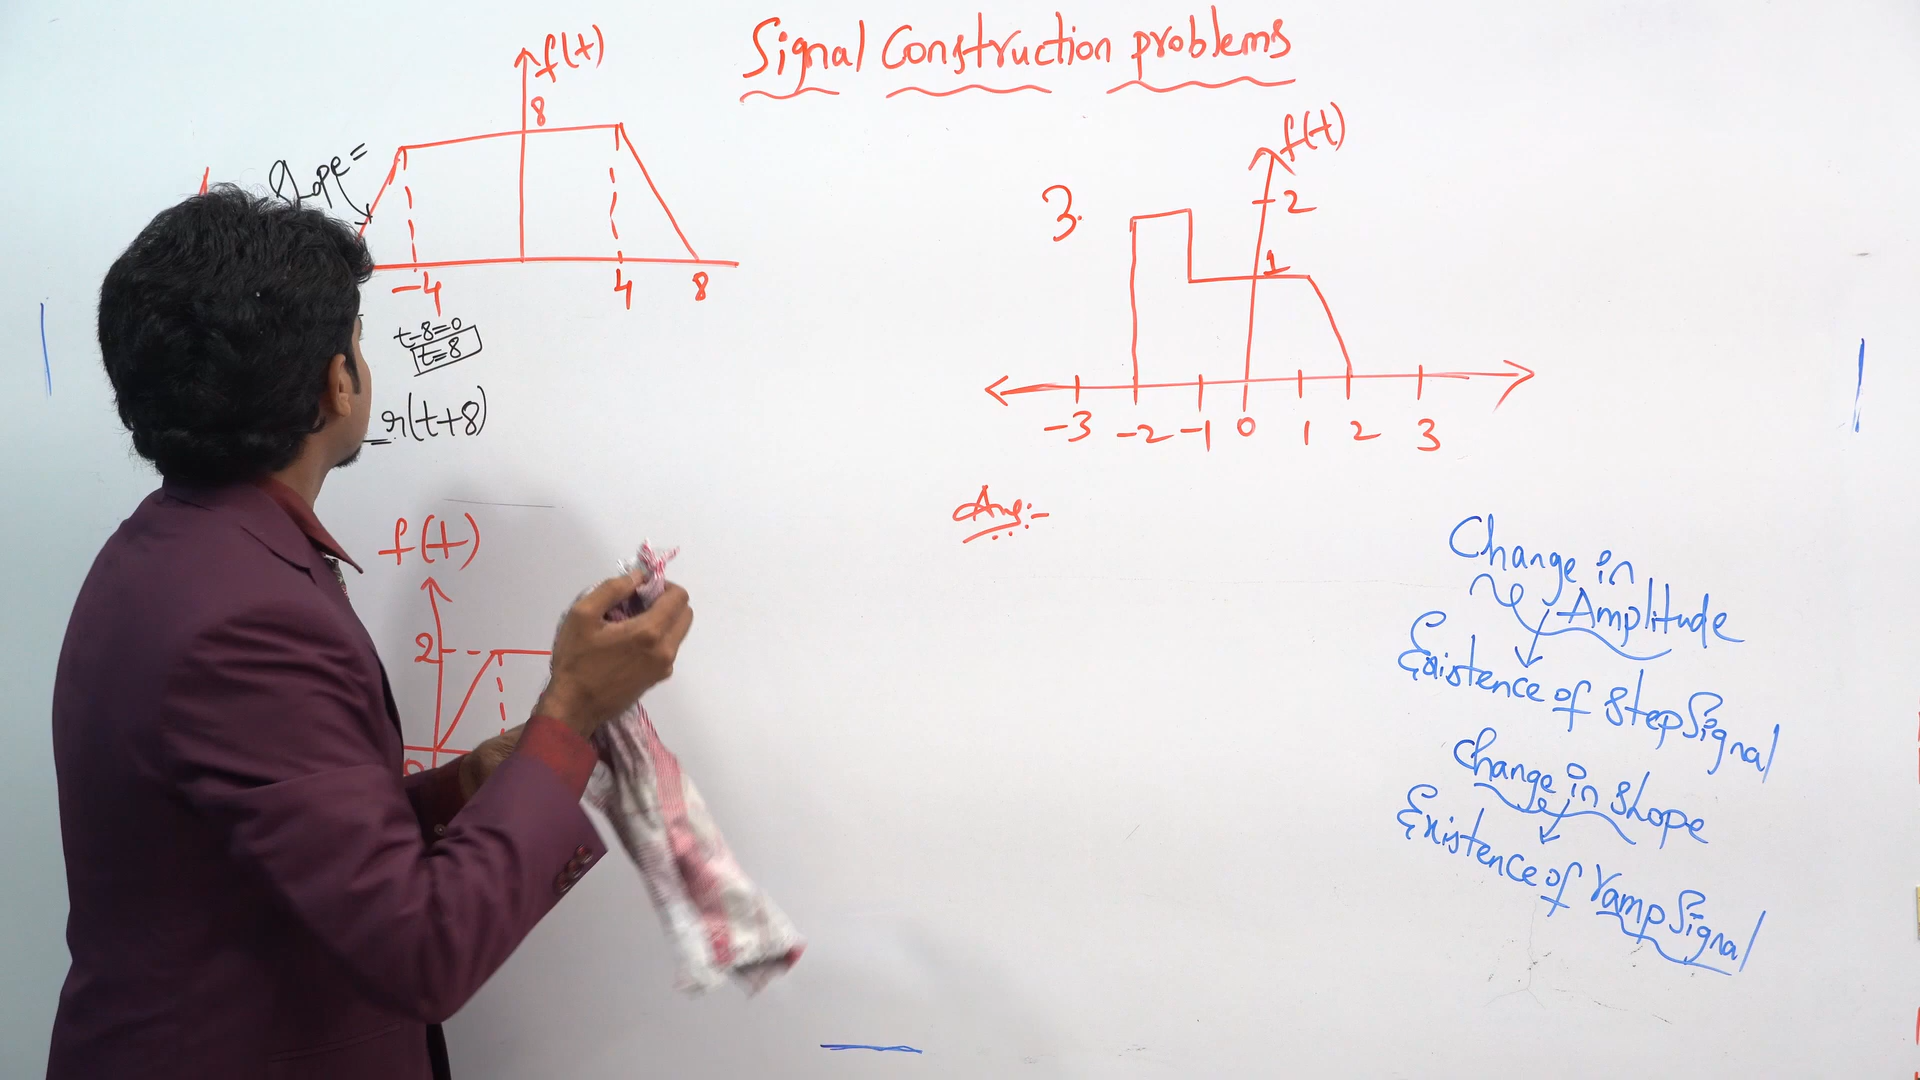 Signal Construction problems
f(t)
8
Slope=
-4
4
8
t-8=0
t=8
r(t+8)
f(t)
2
3.
f(t)
2
1
-3 -2 -1 0 1 2 3
Ans:-
Change in
Amplitude
Existence of Step Signal
Change in Slope
Existence of ramp Signal